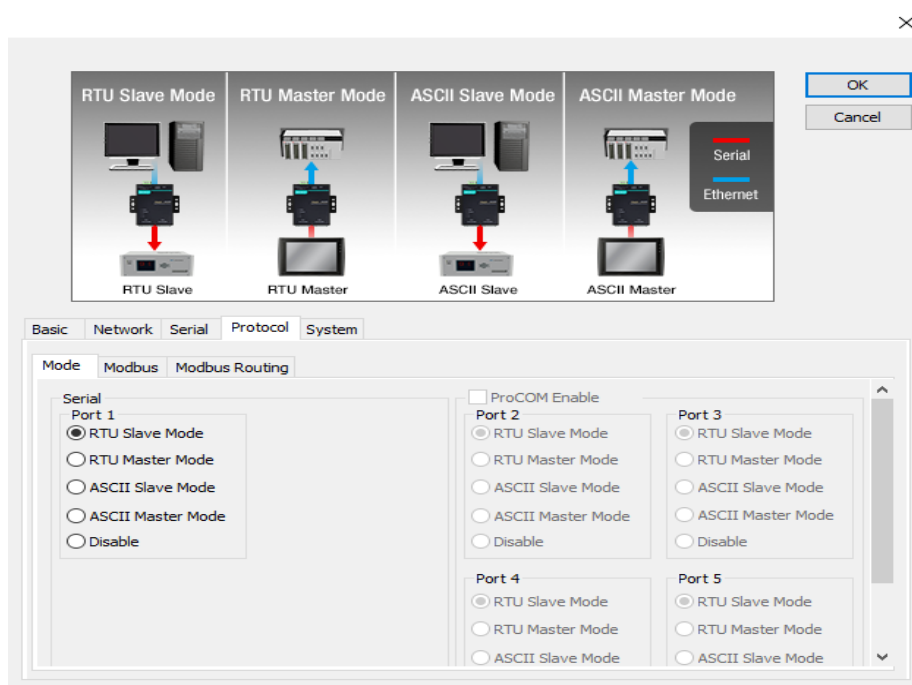 RTU Slave Mode RTU Master Mode ASCII Slave Mode ASCII Master Mode
OK
Cancel
Serial
Ethernet
RTU Slave RTU Master ASCII Slave ASCII Master
Basic Network Serial Protocol System
Mode Modbus Modbus Routing
Serial
Port 1
RTU Slave Mode
RTU Master Mode
ASCII Slave Mode
ASCII Master Mode
Disable
ProCOM Enable
Port 2
RTU Slave Mode
RTU Master Mode
ASCII Slave Mode
ASCII Master Mode
Disable
Port 3
RTU Slave Mode
RTU Master Mode
ASCII Slave Mode
ASCII Master Mode
Disable
Port 4
RTU Slave Mode
RTU Master Mode
ASCII Slave Mode
Port 5
RTU Slave Mode
RTU Master Mode
ASCII Slave Mode